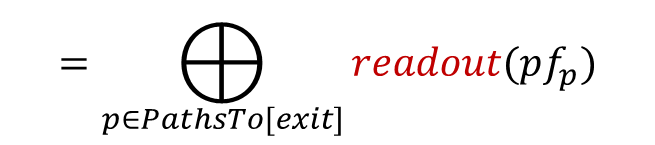 = ⊕ readout(pf_p)
p∈PathsTo[exit]